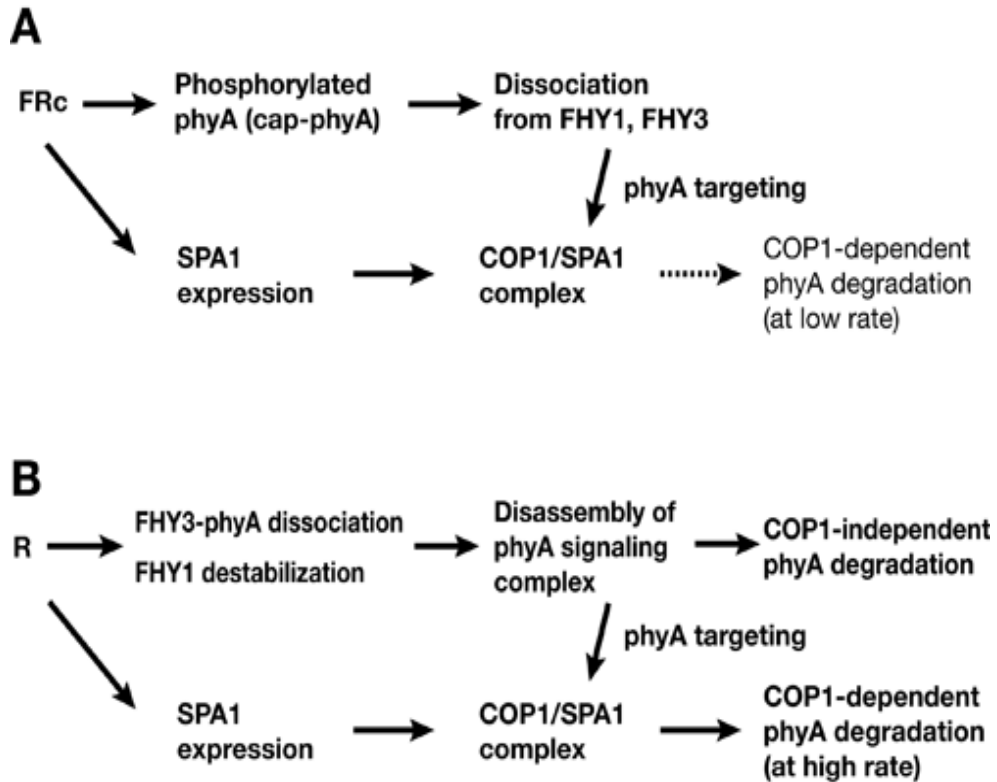 A
FRc
Phosphorylated
phyA (cap-phyA)
Dissociation
from FHY1, FHY3
phyA targeting
SPA1
expression
COP1/SPA1
complex
COP1-dependent
phyA degradation
(at low rate)
B
R
FHY3-phyA dissociation
FHY1 destabilization
Disassembly of
phyA signaling
complex
COP1-independent
phyA degradation
phyA targeting
SPA1
expression
COP1/SPA1
complex
COP1-dependent
phyA degradation
(at high rate)